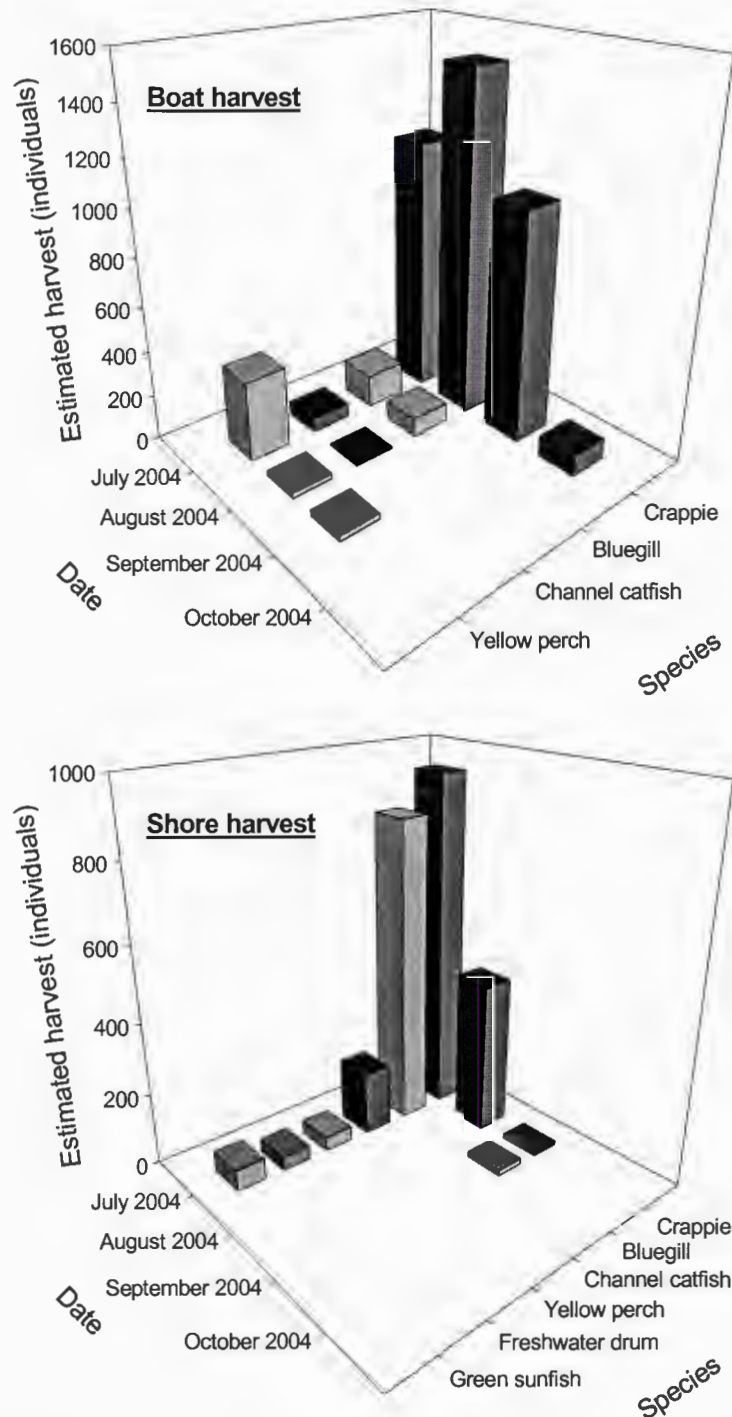 Boat harvest
Estimated harvest (individuals)
1600
1400
1200
1000
800
600
400
200
0
July 2004
August 2004
September 2004
October 2004
Date
Crappie
Bluegill
Channel catfish
Yellow perch
Species
Shore harvest
Estimated harvest (individuals)
1000
800
600
400
200
0
July 2004
August 2004
September 2004
October 2004
Date
Crappie
Bluegill
Channel catfish
Yellow perch
Freshwater drum
Green sunfish
Species